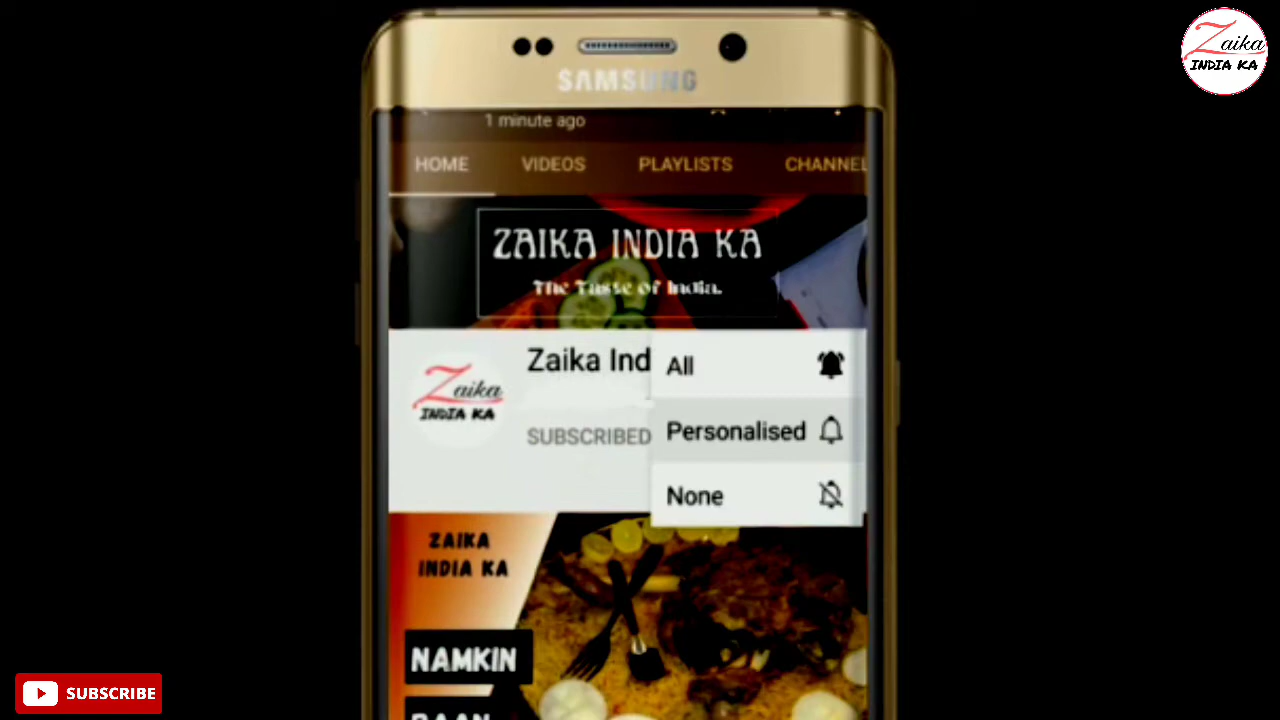 Zaika
INDIA KA
SAMSUNG
1 minute ago
HOME VIDEOS PLAYLISTS CHANNEL
ZAIKA INDIA KA
The Taste of India.
Zaika Ind
All
Zaika
INDIA KA
SUBSCRIBED
Personalised
None
ZAIKA
INDIA KA
NAMKIN
SUBSCRIBE